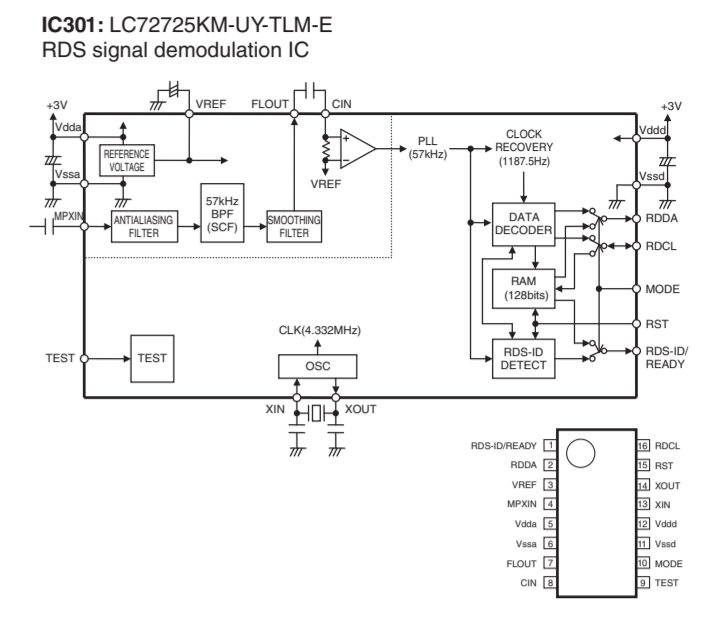 IC301: LC72725KM-UY-TLM-E
RDS signal demodulation IC
+3V
VREF
FLOUT
CIN
+3V
Vdda
REFERENCE
VOLTAGE
Vssa
+
−
VREF
PLL
(57kHz)
CLOCK
RECOVERY
(1187.5Hz)
Vddd
Vssd
MPXIN
ANTIALIASING
FILTER
57kHz
BPF
(SCF)
SMOOTHING
FILTER
DATA
DECODER
RDDA
RDCL
RAM
(128bits)
MODE
RST
CLK(4.332MHz)
TEST
TEST
OSC
RDS-ID
DETECT
RDS-ID/
READY
XIN
XOUT
RDS-ID/READY 1
16 RDCL
RDDA 2
15 RST
VREF 3
14 XOUT
MPXIN 4
13 XIN
Vdda 5
12 Vddd
Vssa 6
11 Vssd
FLOUT 7
10 MODE
CIN 8
9 TEST